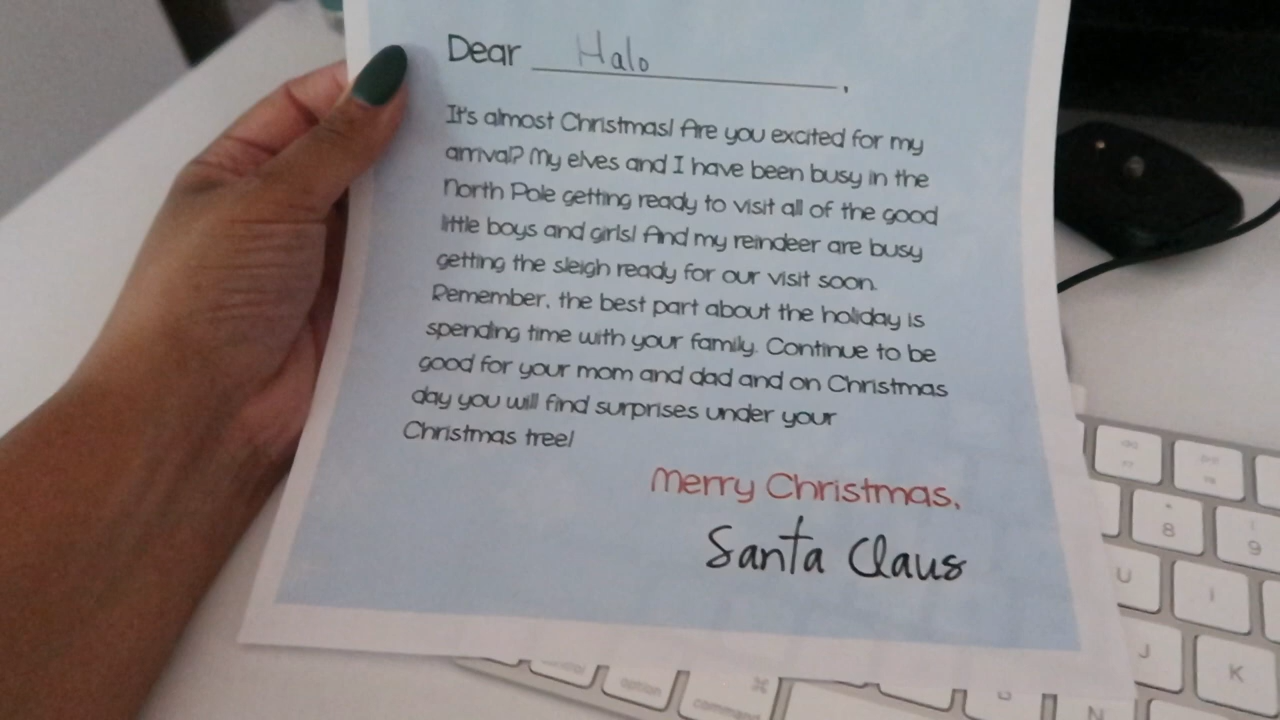 Dear Halo,
It's almost Christmas! Are you excited for my
arrival? My elves and I have been busy in the
North Pole getting ready to visit all of the good
little boys and girls! And my reindeer are busy
getting the sleigh ready for our visit soon.
Remember, the best part about the holiday is
spending time with your family. Continue to be
good for your mom and dad and on Christmas
day you will find surprises under your
Christmas tree!
Merry Christmas,
Santa Claus
8
9
U
I
J
K
N
option
command